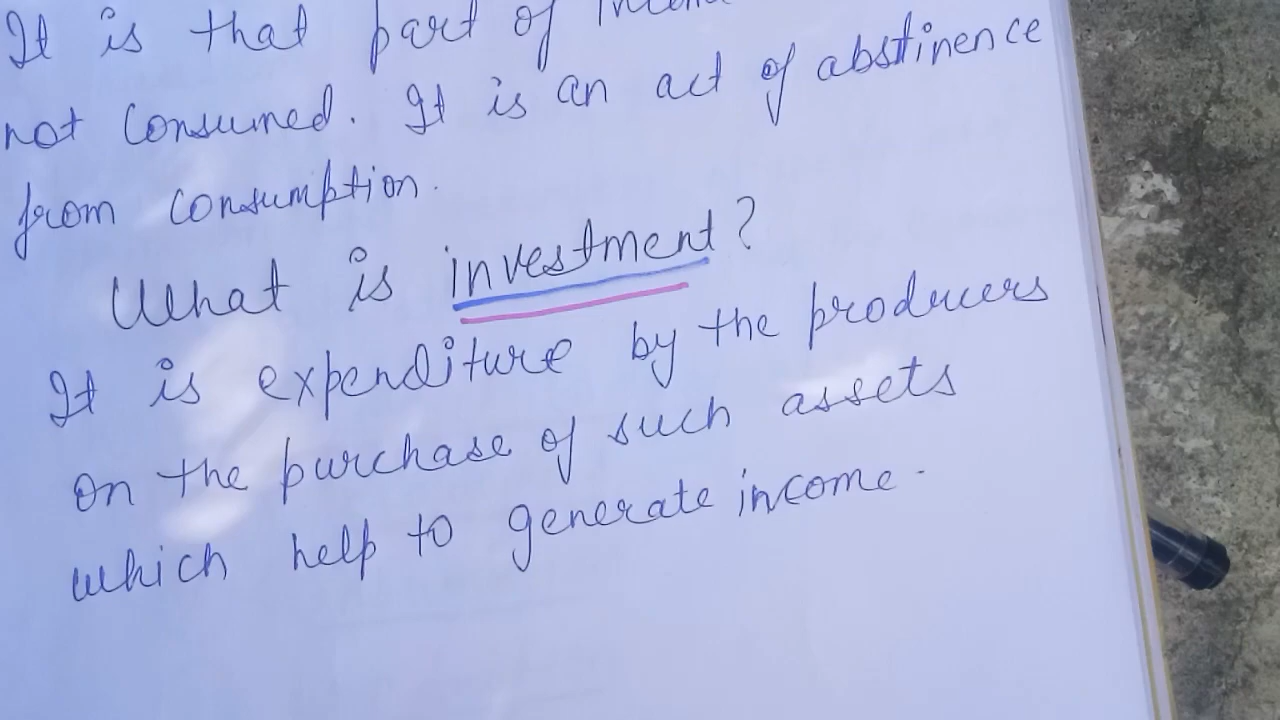 It is that part of
not consumed. It is an act of abstinence
from consumption.
What is investment?
It is expenditure by the producers
on the purchase of such assets
which help to generate income.